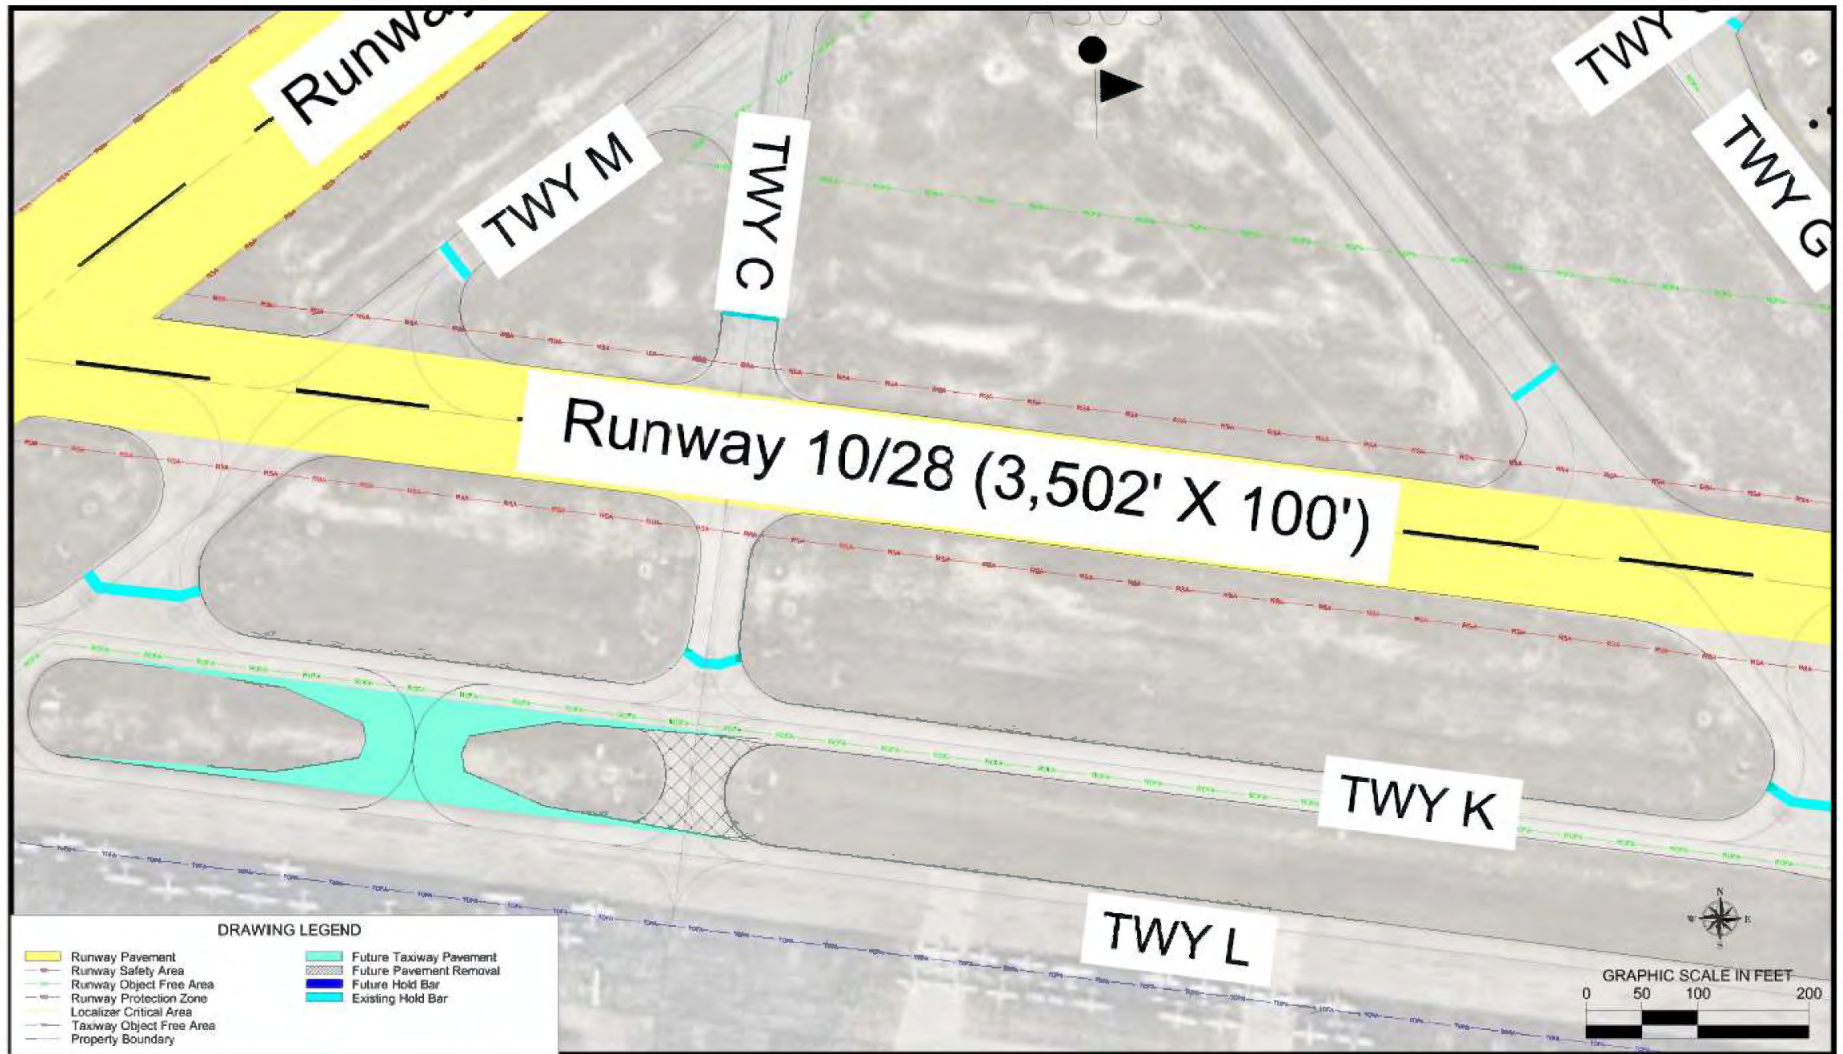 Runway
TWY M
TWY C
TWY
TWY G
Runway 10/28 (3,502' X 100')
TWY K
TWY L
DRAWING LEGEND
Runway Pavement
Runway Safety Area
Runway Object Free Area
Runway Protection Zone
Localizer Critical Area
Taxiway Object Free Area
Property Boundary
Future Taxiway Pavement
Future Pavement Removal
Future Hold Bar
Existing Hold Bar
N
W
E
S
GRAPHIC SCALE IN FEET
0 50 100 200